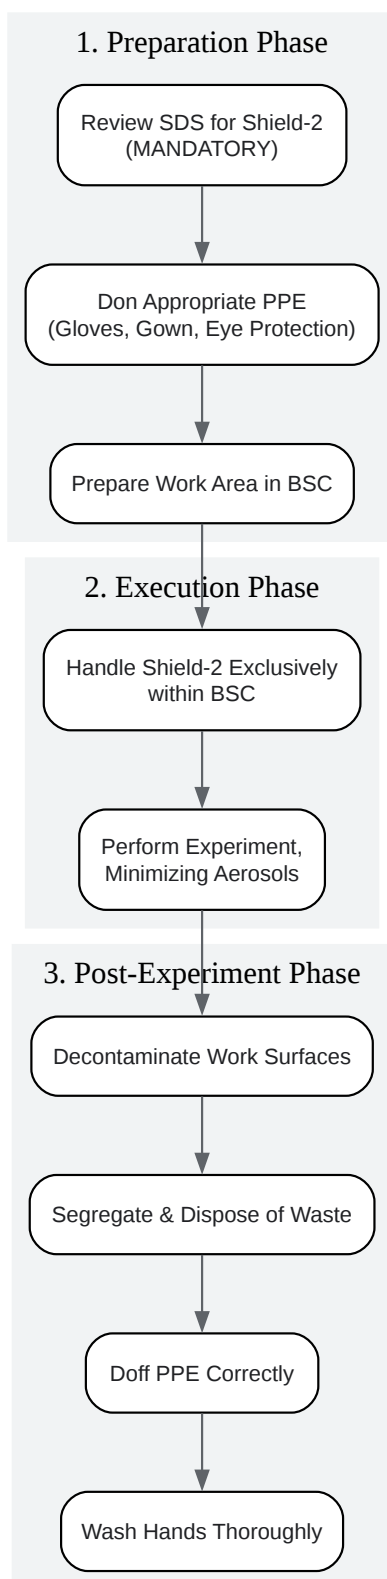 1. Preparation Phase
Review SDS for Shield-2
(MANDATORY)
Don Appropriate PPE
(Gloves, Gown, Eye Protection)
Prepare Work Area in BSC
2. Execution Phase
Handle Shield-2 Exclusively
within BSC
Perform Experiment,
Minimizing Aerosols
3. Post-Experiment Phase
Decontaminate Work Surfaces
Segregate & Dispose of Waste
Doff PPE Correctly
Wash Hands Thoroughly